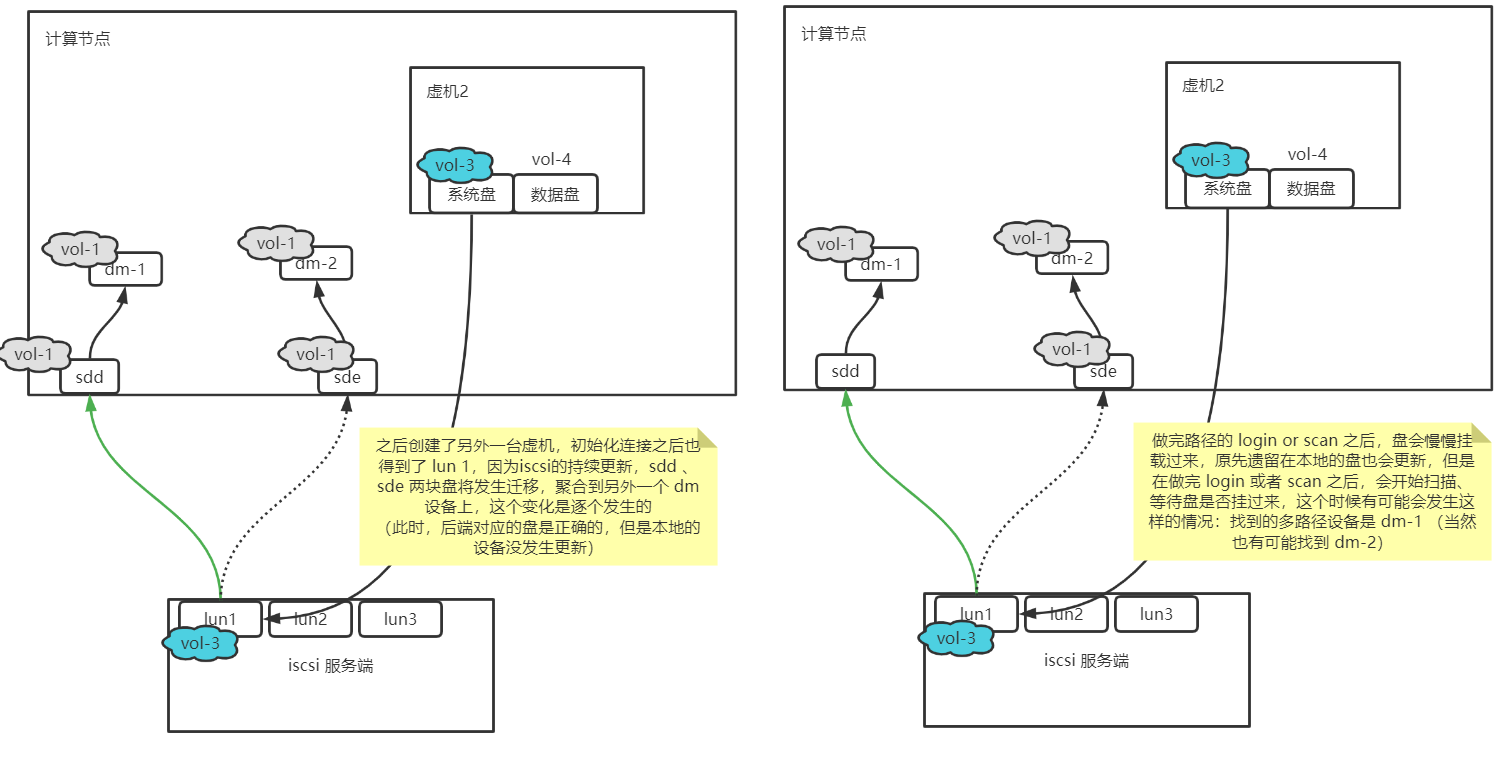 计算节点
虚机2
vol-3
vol-4
系统盘
数据盘
vol-1
dm-1
vol-1
dm-2
vol-1
sdd
vol-1
sde
之后创建了另外一台虚机，初始化连接之后也
得到了 lun 1，因为iscsi的持续更新，sdd 、
sde 两块盘将发生迁移，聚合到另外一个 dm
设备上，这个变化是逐个发生的
（此时，后端对应的盘是正确的，但是本地的
设备没发生更新）
lun1
lun2
lun3
vol-3
iscsi 服务端
计算节点
虚机2
vol-3
vol-4
系统盘
数据盘
vol-1
dm-1
vol-1
dm-2
sdd
vol-1
sde
做完路径的 login or scan 之后，盘会慢慢挂
载过来，原先遗留在本地的盘也会更新，但是
在做完 login 或者 scan 之后，会开始扫描、
等待盘是否挂过来，这个时候有可能会发生这
样的情况：找到的多路径设备是 dm-1 （当然
也有可能找到 dm-2）
lun1
lun2
lun3
vol-3
iscsi 服务端